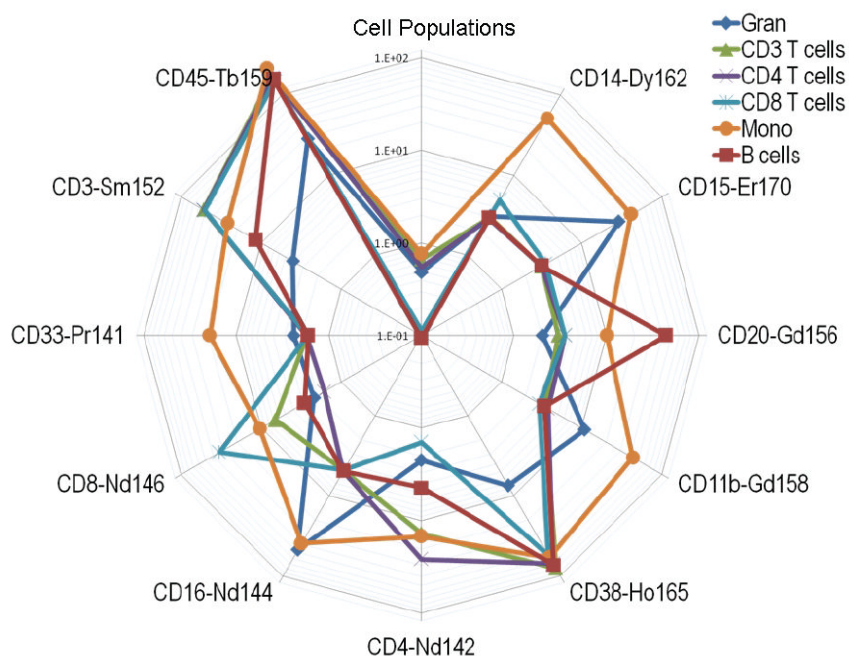 Cell Populations
Gran
CD3 T cells
CD4 T cells
CD8 T cells
Mono
B cells
1.E+02
1.E+01
1.E+00
1.E-01
CD14-Dy162
CD15-Er170
CD20-Gd156
CD11b-Gd158
CD38-Ho165
CD4-Nd142
CD16-Nd144
CD8-Nd146
CD33-Pr141
CD3-Sm152
CD45-Tb159